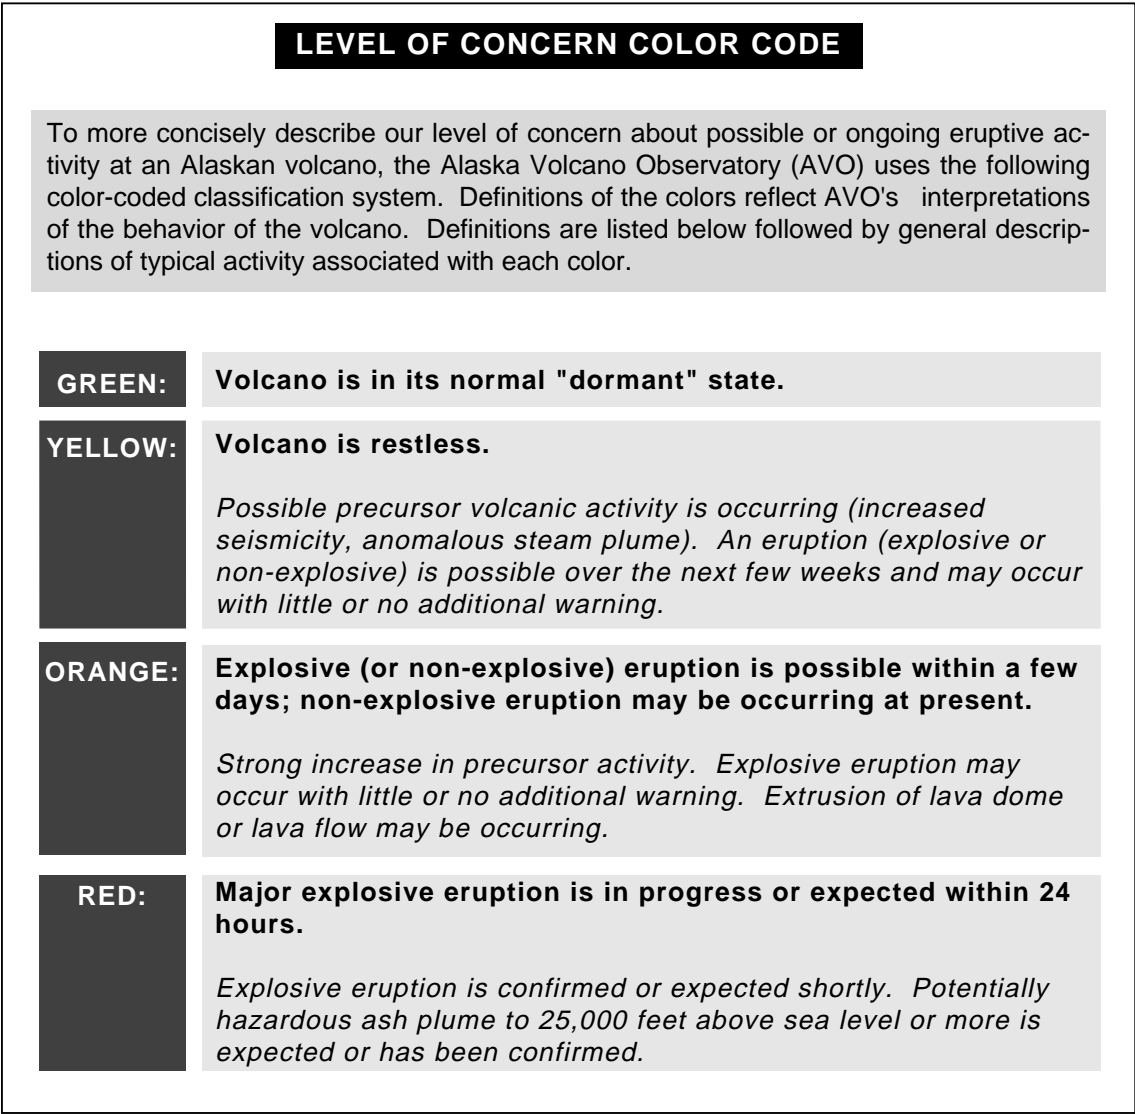 LEVEL OF CONCERN COLOR CODE
To more concisely describe our level of concern about possible or ongoing eruptive ac-
tivity at an Alaskan volcano, the Alaska Volcano Observatory (AVO) uses the following
color-coded classification system.  Definitions of the colors reflect AVO's   interpretations
of the behavior of the volcano.  Definitions are listed below followed by general descrip-
tions of typical activity associated with each color.
GREEN:
Volcano is in its normal "dormant" state.
YELLOW:
Volcano is restless.
Possible precursor volcanic activity is occurring (increased
seismicity, anomalous steam plume).  An eruption (explosive or
non-explosive) is possible over the next few weeks and may occur
with little or no additional warning.
ORANGE:
Explosive (or non-explosive) eruption is possible within a few
days; non-explosive eruption may be occurring at present.
Strong increase in precursor activity.  Explosive eruption may
occur with little or no additional warning.  Extrusion of lava dome
or lava flow may be occurring.
RED:
Major explosive eruption is in progress or expected within 24
hours.
Explosive eruption is confirmed or expected shortly.  Potentially
hazardous ash plume to 25,000 feet above sea level or more is
expected or has been confirmed.